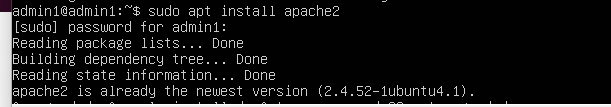 admin1@admin1:~$ sudo apt install apache2
[sudo] password for admin1:
Reading package lists... Done
Building dependency tree... Done
Reading state information... Done
apache2 is already the newest version (2.4.52-1ubuntu4.1).